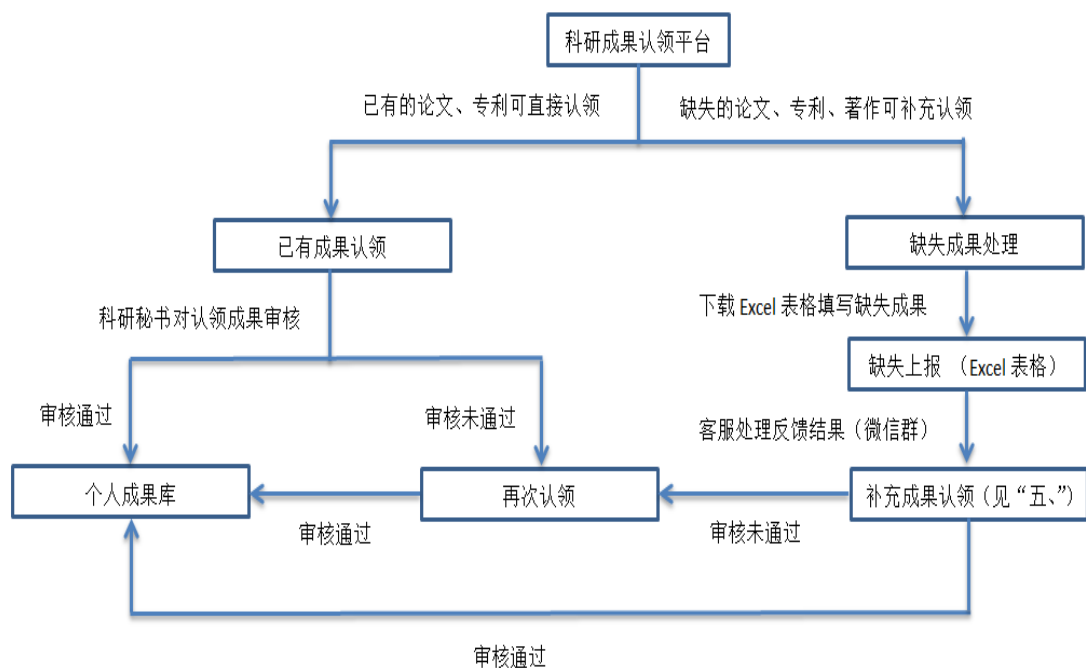 科研成果认领平台
已有的论文、专利可直接认领
缺失的论文、专利、著作可补充认领
已有成果认领
缺失成果处理
科研秘书对认领成果审核
下载 Excel 表格填写缺失成果
缺失上报 （Excel 表格）
审核通过
审核未通过
客服处理反馈结果（微信群）
个人成果库
再次认领
补充成果认领（见“五、”）
审核通过
审核未通过
审核通过